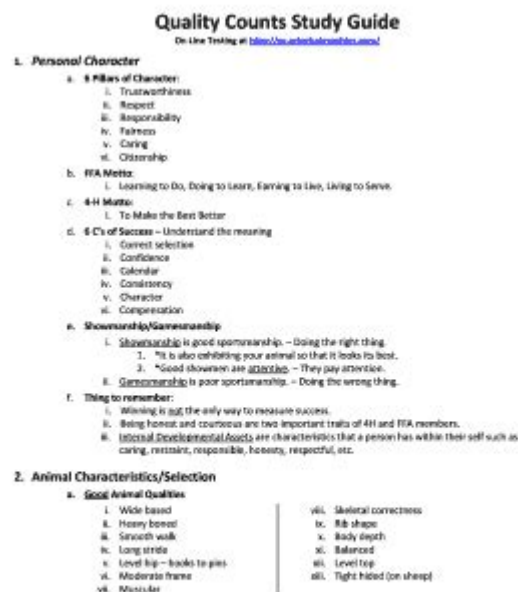 Quality Counts Study Guide
On Line Testing at
1. Personal Character
a. 6 Pillars of Character:
i. Trustworthiness
ii. Respect
iii. Responsibility
iv. Fairness
v. Caring
vi. Citizenship
b. FFA Motto:
i. Learning to Do, Doing to Learn, Earning to Live, Living to Serve.
c. 4-H Motto:
i. To Make the Best Better
d. 6 C's of Success – Understand the meaning
i. Correct selection
ii. Confidence
iii. Calendar
iv. Consistency
v. Character
vi. Compensation
e. Showmanship/Gamesmanship
i. Showmanship is good sportsmanship. – Doing the right thing.
1. *It is also exhibiting your animal so that it looks its best.
2. *Good showmen are attentive. – They pay attention.
ii. Gamesmanship is poor sportsmanship. – Doing the wrong thing.
f. Thing to remember:
i. Winning is not the only way to measure success.
ii. Being honest and courteous are two important traits of 4H and FFA members.
iii. Internal Developmental Assets are characteristics that a person has within their self such as
caring, restraint, responsible, honesty, respectful, etc.
2. Animal Characteristics/Selection
a. Good Animal Qualities
i. Wide based
ii. Heavy boned
iii. Smooth walk
iv. Long stride
v. Level hip – hooks to pins
vi. Moderate frame
vii. Muscular
viii. Skeletal correctness
ix. Rib shape
x. Body depth
xi. Balanced
xii. Level top
xiii. Tight hided (on sheep)